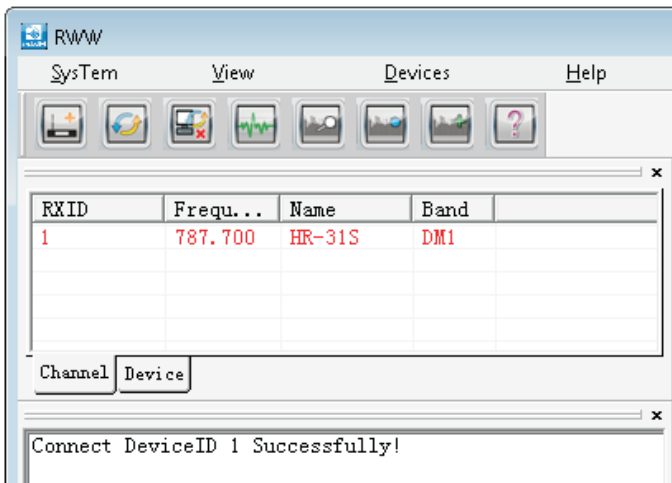 RWW
SysTem View Devices Help
RXID Frequ... Name Band
1 787.700 HR-31S DM1
Channel Device
Connect DeviceID 1 Successfully!